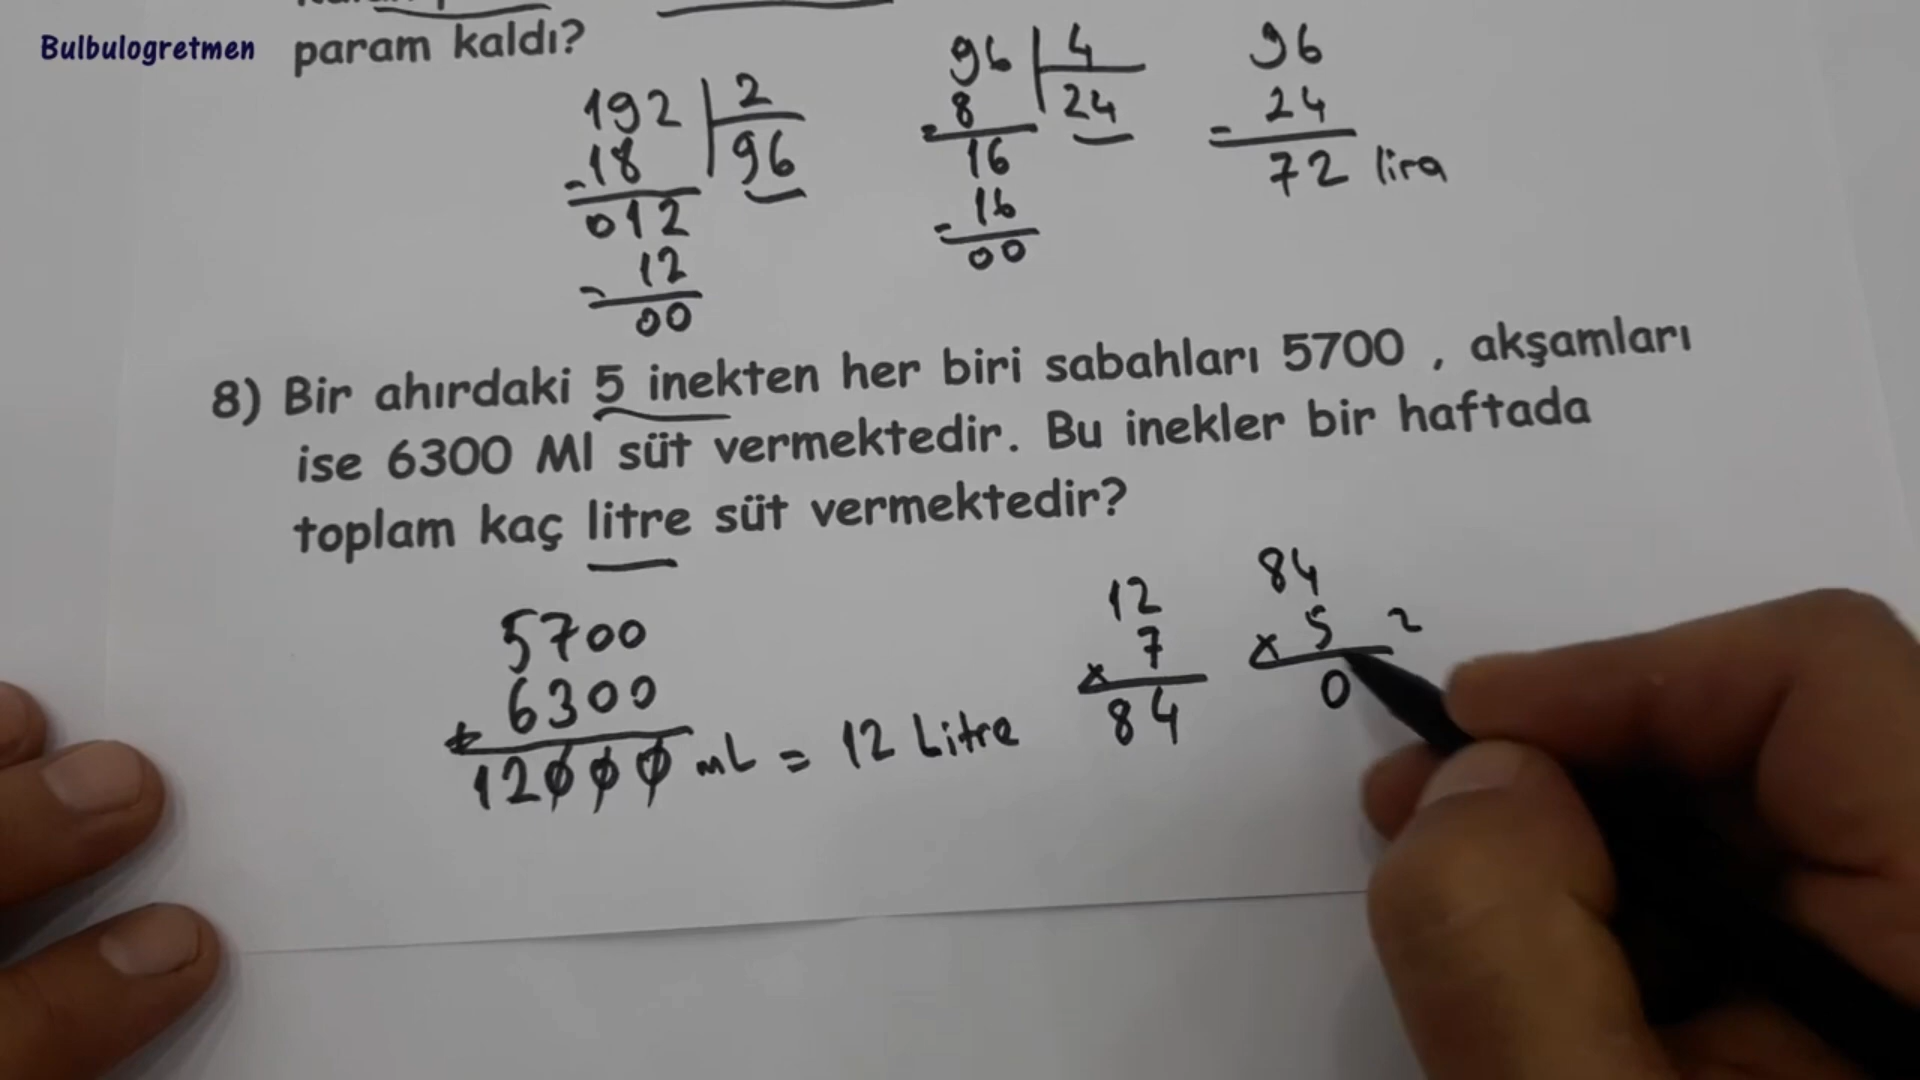 Bulbulogretmen
param kaldı?
192 | 2
-18 | 96
012
- 12
00
96 | 4
- 8 | 24
16
- 16
00
96
- 24
72 lira
8) Bir ahırdaki 5 inekten her biri sabahları 5700 , akşamları
ise 6300 Ml süt vermektedir. Bu inekler bir haftada
toplam kaç litre süt vermektedir?
5700
+ 6300
12000 mL = 12 Litre
12
x 7
84
84
x 5 2
0